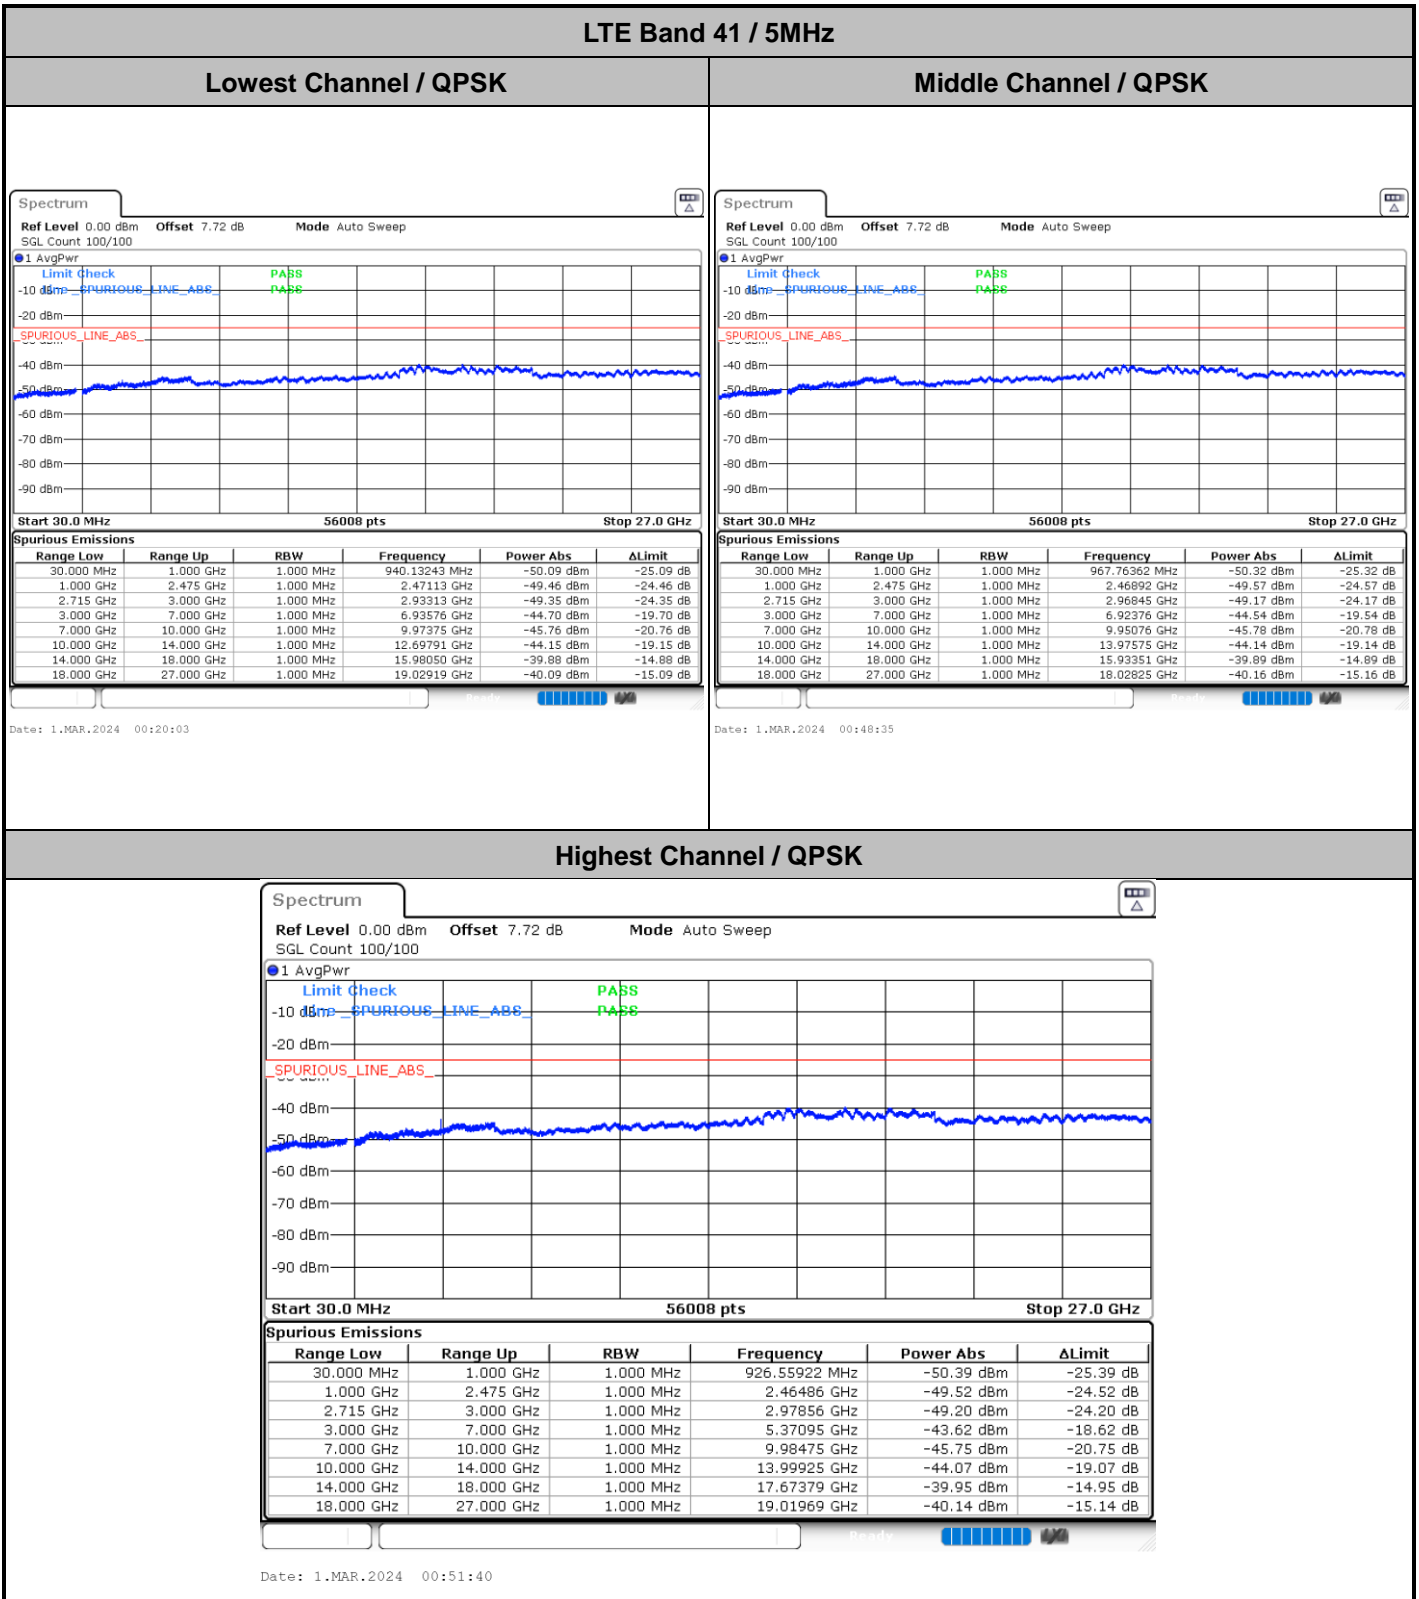 LTE Band 41 / 5MHz
Lowest Channel / QPSK
Middle Channel / QPSK
Spectrum
Ref Level 0.00 dBm Offset 7.72 dB Mode Auto Sweep
SGL Count 100/100
1 AvgPwr
Limit Check PASS
-10 dBm Line _SPURIOUS_LINE_ABS_ PASS
-20 dBm
_SPURIOUS_LINE_ABS_
-30 dBm
-40 dBm
-50 dBm
-60 dBm
-70 dBm
-80 dBm
-90 dBm
Start 30.0 MHz 56008 pts Stop 27.0 GHz
Spurious Emissions
Range Low Range Up RBW Frequency Power Abs ΔLimit
30.000 MHz 1.000 GHz 1.000 MHz 940.13243 MHz -50.09 dBm -25.09 dB
1.000 GHz 2.475 GHz 1.000 MHz 2.47113 GHz -49.46 dBm -24.46 dB
2.715 GHz 3.000 GHz 1.000 MHz 2.93313 GHz -49.35 dBm -24.35 dB
3.000 GHz 7.000 GHz 1.000 MHz 6.93576 GHz -44.70 dBm -19.70 dB
7.000 GHz 10.000 GHz 1.000 MHz 9.97375 GHz -45.76 dBm -20.76 dB
10.000 GHz 14.000 GHz 1.000 MHz 12.69791 GHz -44.15 dBm -19.15 dB
14.000 GHz 18.000 GHz 1.000 MHz 15.98050 GHz -39.88 dBm -14.88 dB
18.000 GHz 27.000 GHz 1.000 MHz 19.02919 GHz -40.09 dBm -15.09 dB
Ready
Date: 1.MAR.2024 00:20:03
Spectrum
Ref Level 0.00 dBm Offset 7.72 dB Mode Auto Sweep
SGL Count 100/100
1 AvgPwr
Limit Check PASS
-10 dBm Line _SPURIOUS_LINE_ABS_ PASS
-20 dBm
_SPURIOUS_LINE_ABS_
-30 dBm
-40 dBm
-50 dBm
-60 dBm
-70 dBm
-80 dBm
-90 dBm
Start 30.0 MHz 56008 pts Stop 27.0 GHz
Spurious Emissions
Range Low Range Up RBW Frequency Power Abs ΔLimit
30.000 MHz 1.000 GHz 1.000 MHz 967.76362 MHz -50.32 dBm -25.32 dB
1.000 GHz 2.475 GHz 1.000 MHz 2.46892 GHz -49.57 dBm -24.57 dB
2.715 GHz 3.000 GHz 1.000 MHz 2.96845 GHz -49.17 dBm -24.17 dB
3.000 GHz 7.000 GHz 1.000 MHz 6.92376 GHz -44.54 dBm -19.54 dB
7.000 GHz 10.000 GHz 1.000 MHz 9.95076 GHz -45.78 dBm -20.78 dB
10.000 GHz 14.000 GHz 1.000 MHz 13.97575 GHz -44.14 dBm -19.14 dB
14.000 GHz 18.000 GHz 1.000 MHz 15.93351 GHz -39.89 dBm -14.89 dB
18.000 GHz 27.000 GHz 1.000 MHz 18.02825 GHz -40.16 dBm -15.16 dB
Ready
Date: 1.MAR.2024 00:48:35
Highest Channel / QPSK
Spectrum
Ref Level 0.00 dBm Offset 7.72 dB Mode Auto Sweep
SGL Count 100/100
1 AvgPwr
Limit Check PASS
-10 dBm Line _SPURIOUS_LINE_ABS_ PASS
-20 dBm
_SPURIOUS_LINE_ABS_
-30 dBm
-40 dBm
-50 dBm
-60 dBm
-70 dBm
-80 dBm
-90 dBm
Start 30.0 MHz 56008 pts Stop 27.0 GHz
Spurious Emissions
Range Low Range Up RBW Frequency Power Abs ΔLimit
30.000 MHz 1.000 GHz 1.000 MHz 926.55922 MHz -50.39 dBm -25.39 dB
1.000 GHz 2.475 GHz 1.000 MHz 2.46486 GHz -49.52 dBm -24.52 dB
2.715 GHz 3.000 GHz 1.000 MHz 2.97856 GHz -49.20 dBm -24.20 dB
3.000 GHz 7.000 GHz 1.000 MHz 5.37095 GHz -43.62 dBm -18.62 dB
7.000 GHz 10.000 GHz 1.000 MHz 9.98475 GHz -45.75 dBm -20.75 dB
10.000 GHz 14.000 GHz 1.000 MHz 13.99925 GHz -44.07 dBm -19.07 dB
14.000 GHz 18.000 GHz 1.000 MHz 17.67379 GHz -39.95 dBm -14.95 dB
18.000 GHz 27.000 GHz 1.000 MHz 19.01969 GHz -40.14 dBm -15.14 dB
Ready
Date: 1.MAR.2024 00:51:40